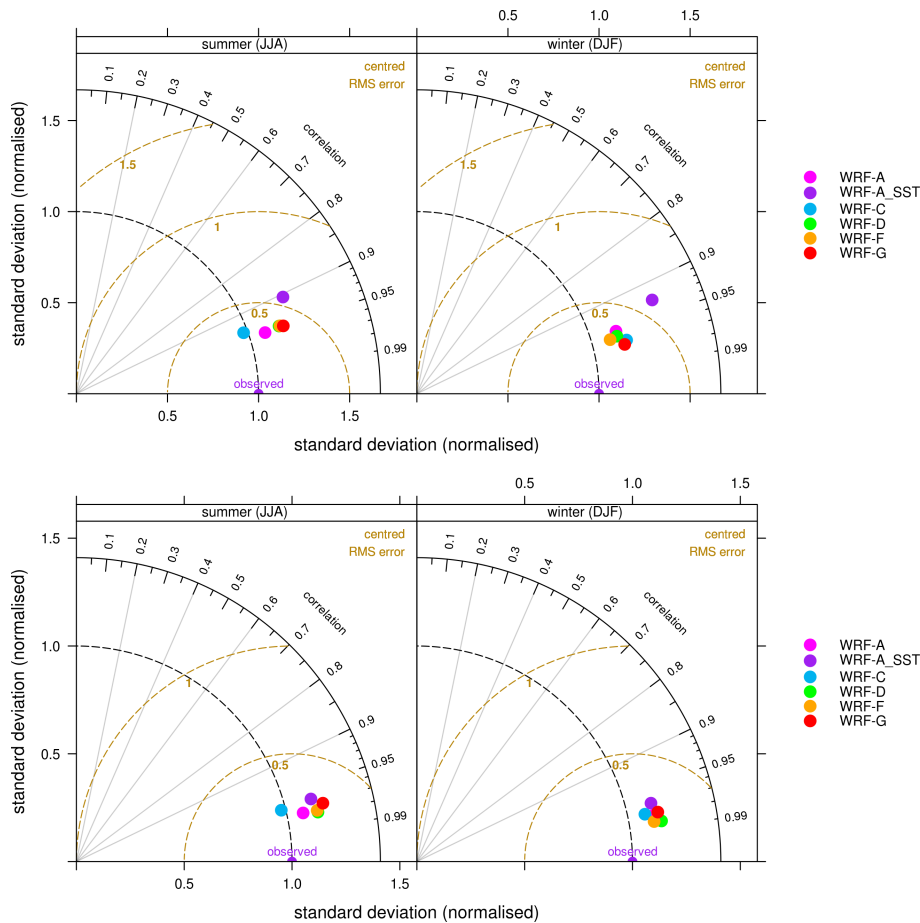 0.5 1.0 1.5
summer (JJA) winter (DJF)
centred
RMS error
centred
RMS error
0.1 0.2 0.3 0.4 0.5 0.6 0.7 0.8 0.9 0.95 0.99
correlation
0.1 0.2 0.3 0.4 0.5 0.6 0.7 0.8 0.9 0.95 0.99
correlation
standard deviation (normalised)
1.5
1.0
0.5
1.5
1
0.5
observed
1.5
1
0.5
observed
0.5 1.0 1.5
standard deviation (normalised)
WRF-A
WRF-A_SST
WRF-C
WRF-D
WRF-F
WRF-G
0.5 1.0 1.5
summer (JJA) winter (DJF)
centred
RMS error
centred
RMS error
0.1 0.2 0.3 0.4 0.5 0.6 0.7 0.8 0.9 0.95 0.99
correlation
0.1 0.2 0.3 0.4 0.5 0.6 0.7 0.8 0.9 0.95 0.99
correlation
standard deviation (normalised)
1.5
1.0
0.5
1
0.5
observed
1
0.5
observed
0.5 1.0 1.5
standard deviation (normalised)
WRF-A
WRF-A_SST
WRF-C
WRF-D
WRF-F
WRF-G